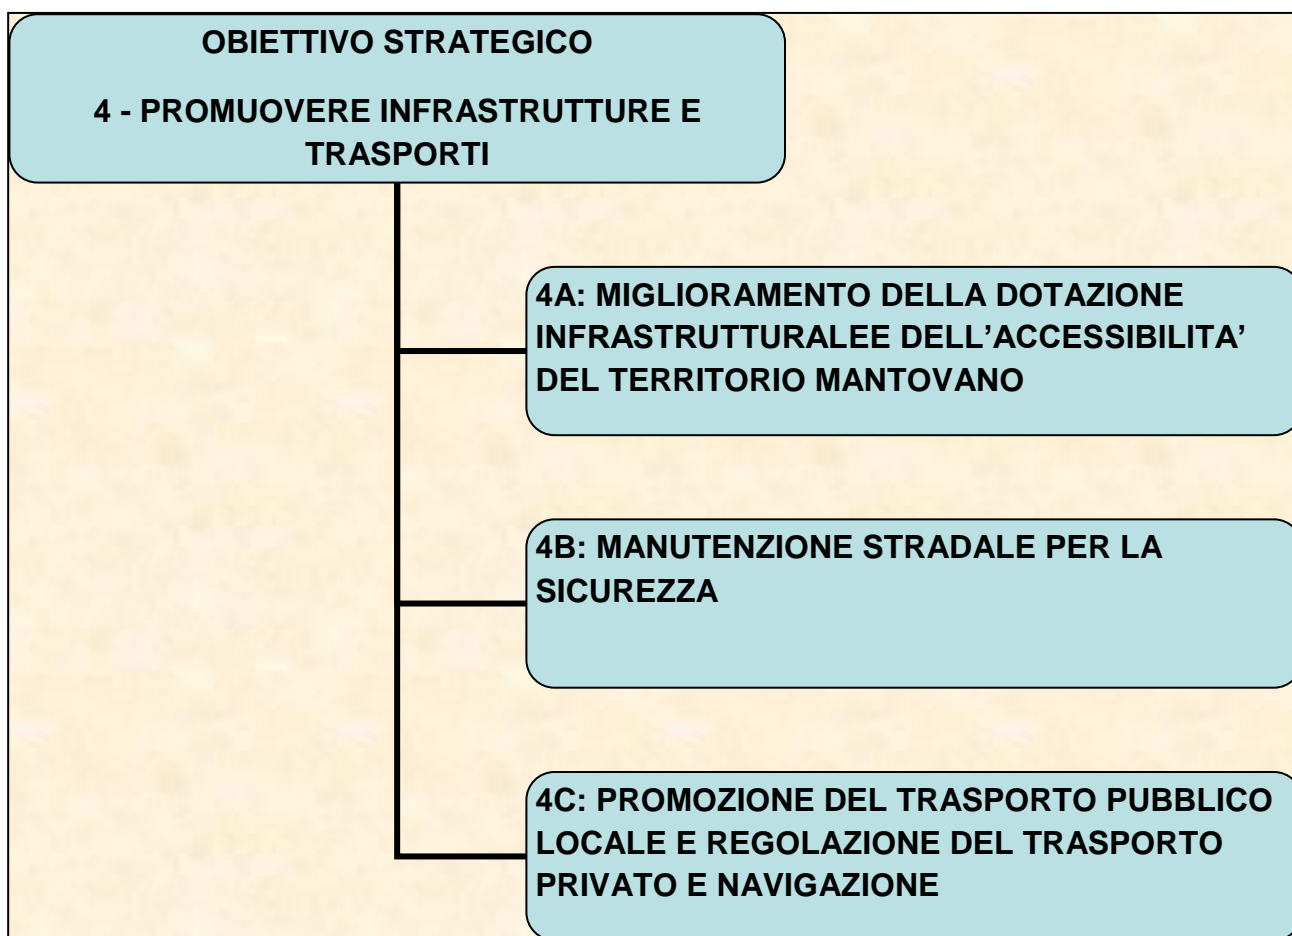 OBIETTIVO STRATEGICO
4 - PROMUOVERE INFRASTRUTTURE E
TRASPORTI
4A: MIGLIORAMENTO DELLA DOTAZIONE
INFRASTRUTTURALEE DELL’ACCESSIBILITA’
DEL TERRITORIO MANTOVANO
4B: MANUTENZIONE STRADALE PER LA
SICUREZZA
4C: PROMOZIONE DEL TRASPORTO PUBBLICO
LOCALE E REGOLAZIONE DEL TRASPORTO
PRIVATO E NAVIGAZIONE